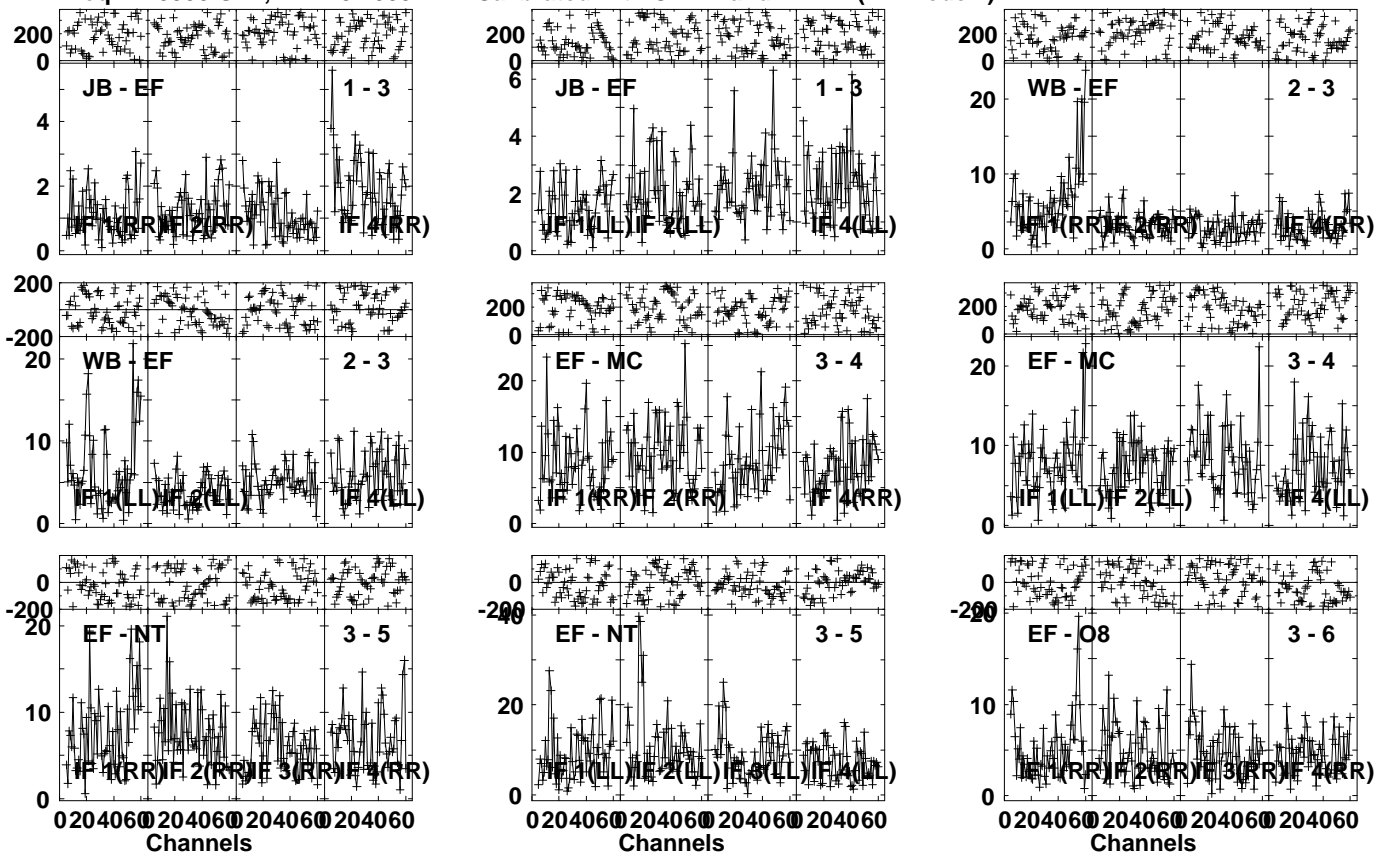 200
0
JB - EF
1 - 3
4
2
0
IF 1(RR)
IF 2(RR)
IF 4(RR)
200
0
JB - EF
1 - 3
6
4
2
0
IF 1(LL)
IF 2(LL)
IF 4(LL)
200
0
WB - EF
2 - 3
20
10
0
IF 1(RR)
IF 2(RR)
IF 4(RR)
200
-200
WB - EF
2 - 3
20
10
0
IF 1(LL)
IF 2(LL)
IF 4(LL)
200
0
EF - MC
3 - 4
20
10
0
IF 1(RR)
IF 2(RR)
IF 4(RR)
200
0
EF - MC
3 - 4
20
10
0
IF 1(LL)
IF 2(LL)
IF 4(LL)
0
-200
EF - NT
3 - 5
20
10
0
IF 1(RR)
IF 2(RR)
IF 3(RR)
IF 4(RR)
0 20 40 60 0 20 40 60 0 20 40 60 0 20 40 60
Channels
0
-200
EF - NT
3 - 5
40
20
0
IF 1(LL)
IF 2(LL)
IF 3(LL)
IF 4(LL)
0 20 40 60 0 20 40 60 0 20 40 60 0 20 40 60
Channels
0
-200
EF - O8
3 - 6
20
10
0
IF 1(RR)
IF 2(RR)
IF 3(RR)
IF 4(RR)
0 20 40 60 0 20 40 60 0 20 40 60 0 20 40 60
Channels